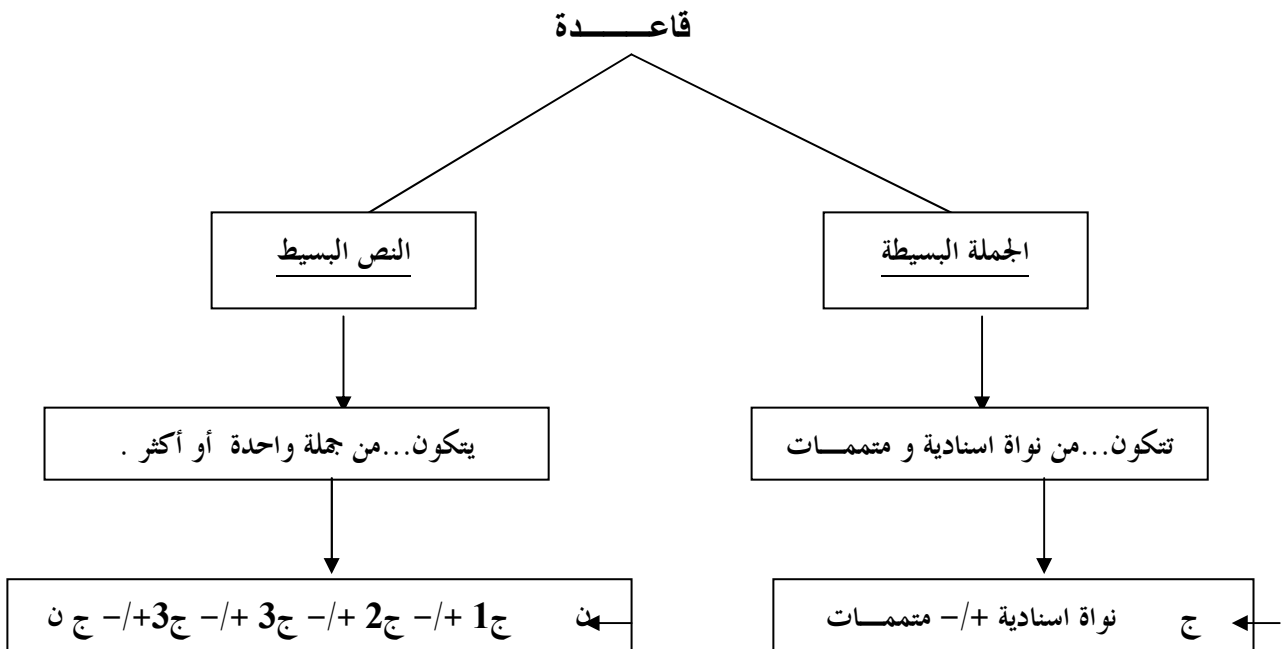 قاعـــــــدة
الجملة البسيطة
النص البسيط
تتكون...من نواة اسنادية و متممـــات
يتكون...من جملة واحدة أو أكثر .
ج نواة اسنادية +/- متممـــات
ن ج1 +/- ج2 +/- ج3 +/- ج3+/- ج ن